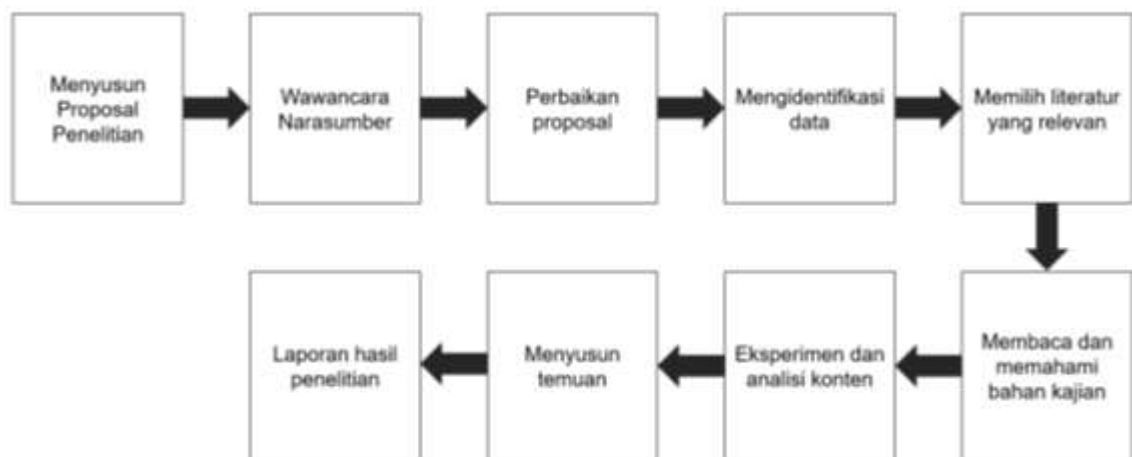 Menyusun
Proposal
Penelitian
Wawancara
Narasumber
Perbaikan
proposal
Mengidentifikasi
data
Memilih literatur
yang relevan
Membaca dan
memahami
bahan kajian
Eksperimen dan
analisi konten
Menyusun
temuan
Laporan hasil
penelitian